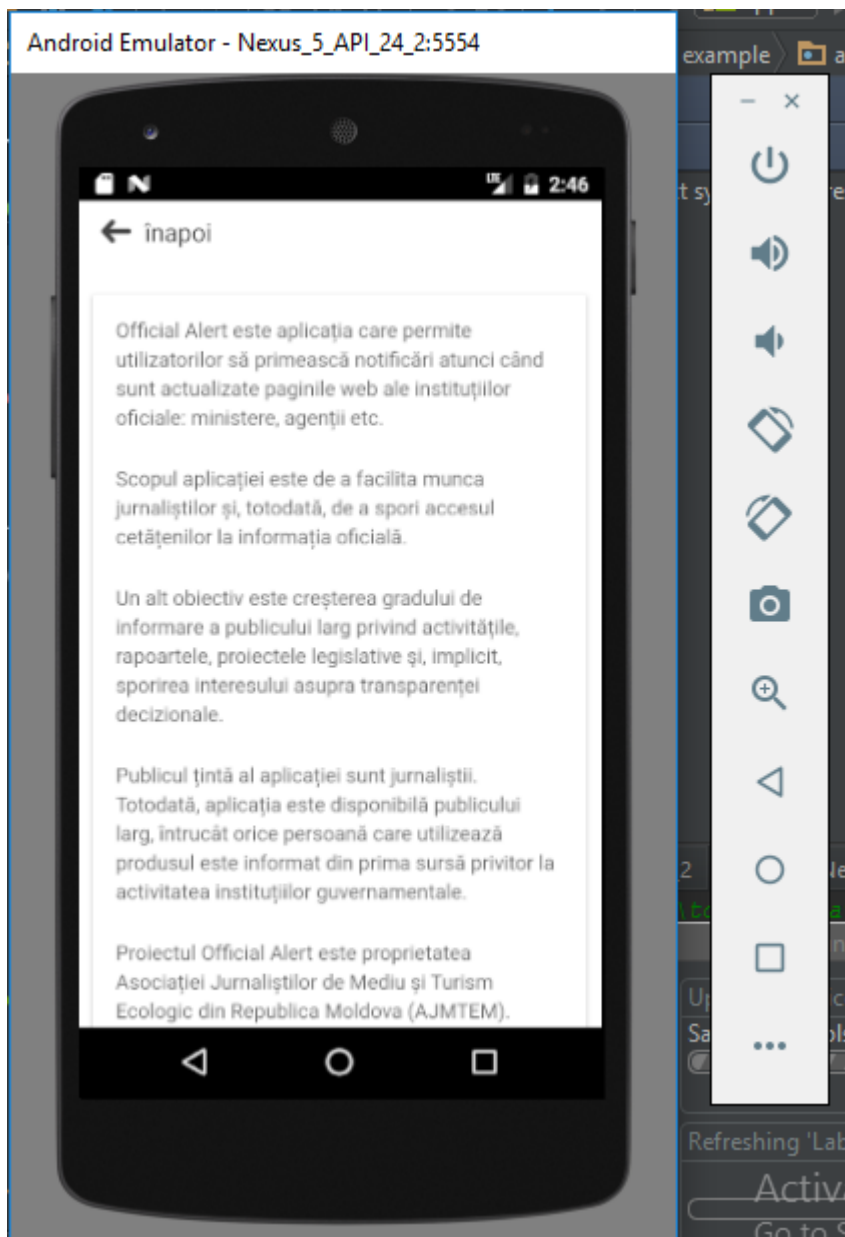 Android Emulator - Nexus_5_API_24_2:5554
example
a
LTE
2:46
înapoi
Official Alert este aplicația care permite
utilizatorilor să primească notificări atunci când
sunt actualizate paginile web ale instituțiilor
oficiale: ministere, agenții etc.
Scopul aplicației este de a facilita munca
jurnaliștilor și, totodată, de a spori accesul
cetățenilor la informația oficială.
Un alt obiectiv este creșterea gradului de
informare a publicului larg privind activitățile,
rapoartele, proiectele legislative și, implicit,
sporirea interesului asupra transparenței
decizionale.
Publicul țintă al aplicației sunt jurnaliștii.
Totodată, aplicația este disponibilă publicului
larg, întrucât orice persoană care utilizează
produsul este informat din prima sursă privitor la
activitatea instituțiilor guvernamentale.
Proiectul Official Alert este proprietatea
Asociației Jurnaliștilor de Mediu și Turism
Ecologic din Republica Moldova (AJMTEM).
Refreshing 'Lab
Activ
Go to S